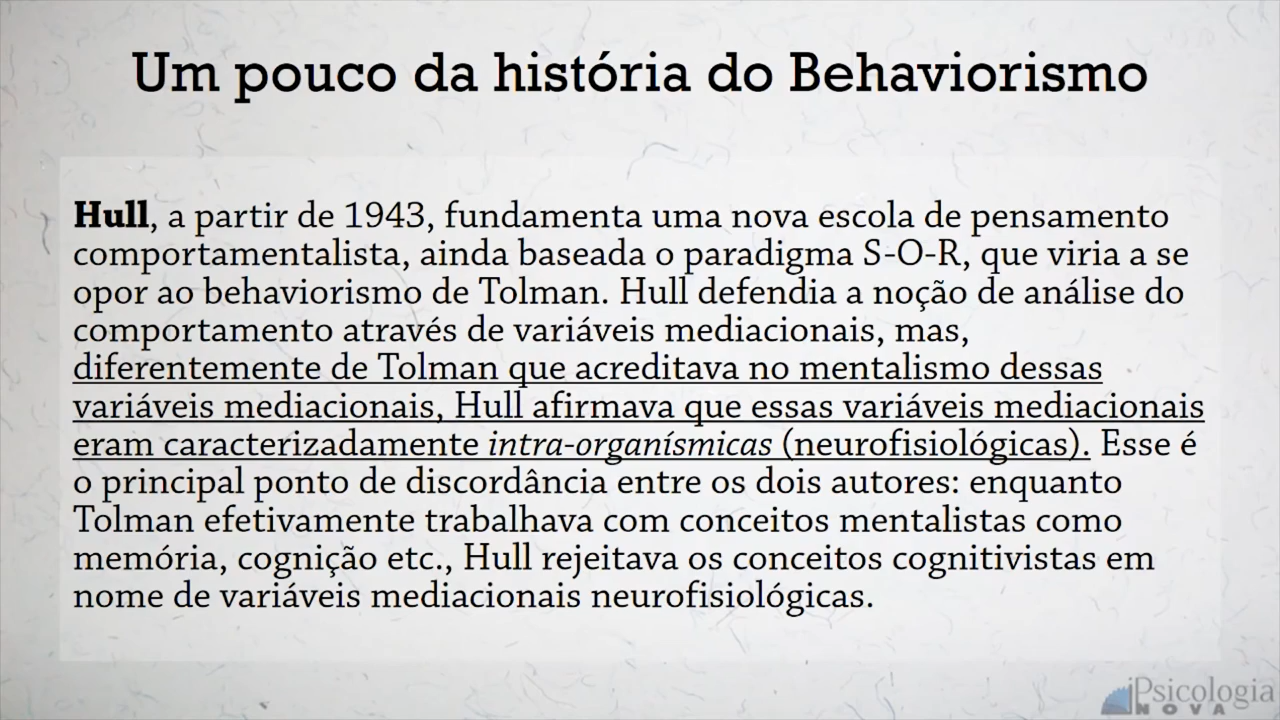 Um pouco da história do Behaviorismo
Hull, a partir de 1943, fundamenta uma nova escola de pensamento
comportamentalista, ainda baseada o paradigma S-O-R, que viria a se
opor ao behaviorismo de Tolman. Hull defendia a noção de análise do
comportamento através de variáveis mediacionais, mas,
diferentemente de Tolman que acreditava no mentalismo dessas
variáveis mediacionais, Hull afirmava que essas variáveis mediacionais
eram caracterizadamente intra-organísmicas (neurofisiológicas). Esse é
o principal ponto de discordância entre os dois autores: enquanto
Tolman efetivamente trabalhava com conceitos mentalistas como
memória, cognição etc., Hull rejeitava os conceitos cognitivistas em
nome de variáveis mediacionais neurofisiológicas.
Psicologia
NOVA